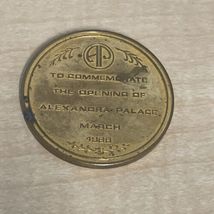 AP
TO COMMEMORATE
THE OPENING OF
ALEXANDRA PALACE
MARCH
1988